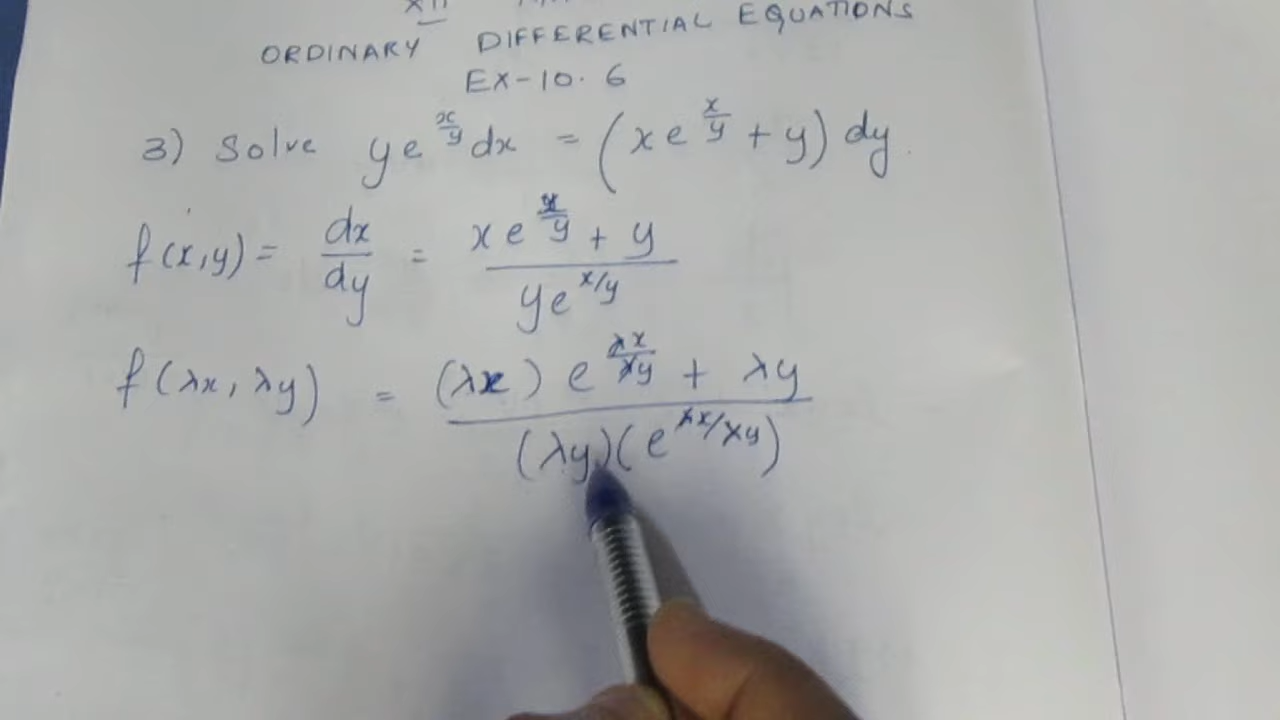 XII
ORDINARY DIFFERENTIAL EQUATIONS
EX-10.6
3) Solve ye^{x/y} dx = (xe^{x/y} + y) dy.
f(x,y) = dx/dy = (xe^{x/y} + y)/(ye^{x/y})
f(λx, λy) = ((λx) e^{λx/λy} + λy)/((λy)(e^{λx/λy}))